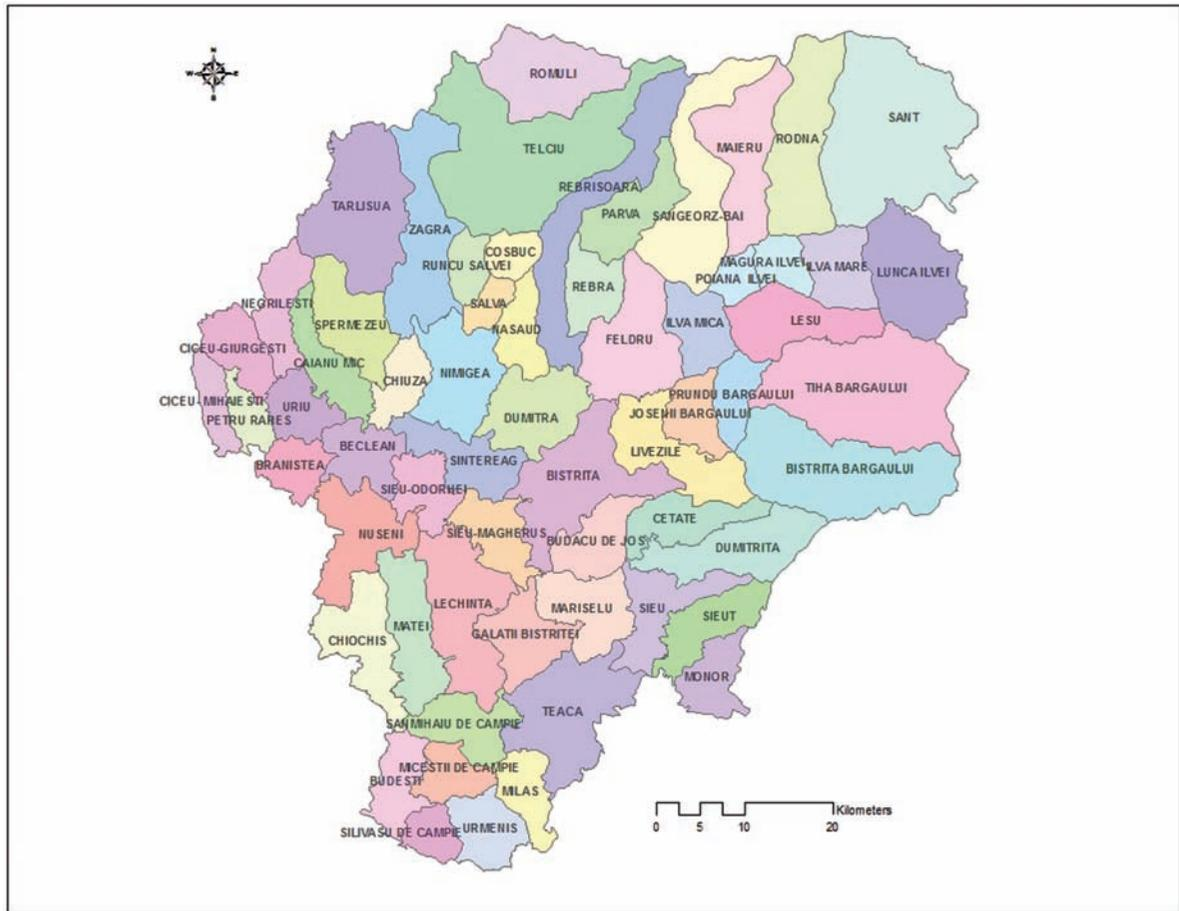 N
W E
S
ROMULI
SANT
TELCIU
RODNA
MAIERU
REBRISOARA
TARLISUA
PARVA
SANGEORZ-BAI
ZAGRA
COSBUC
RUNCU SALVEI
MAGURA ILVEI
ILVA MARE
LUNCA ILVEI
POIANA ILVEI
REBRA
NEGRILESTI
SALVA
SPERMEZEU
NASAUD
ILVA MICA
LESU
FELDRU
CICEU-GIURGESTI
CAIANU MIC
NIMIGEA
CHIUZA
TIHA BARGAULUI
PRUNDU BARGAULUI
CICEU-MIHAIESTI
URIU
PETRU RARES
DUMITRA
JOSENII BARGAULUI
BECLEAN
LIVEZILE
SINTEREAG
BRANISTEA
BISTRITA BARGAULUI
BISTRITA
SIEU-ODORHEI
CETATE
NUSENI
SIEU-MAGHERUS
BUDACU DE JOS
DUMITRITA
LECHINTA
MARISELU
SIEU
SIEUT
MATEI
GALATII BISTRITEI
CHIOCHIS
MONOR
TEACA
SANMIHAIU DE CAMPIE
MICESTII DE CAMPIE
BUDESTI
MILAS
URMENIS
SILIVASU DE CAMPIE
Kilometers
0 5 10 20